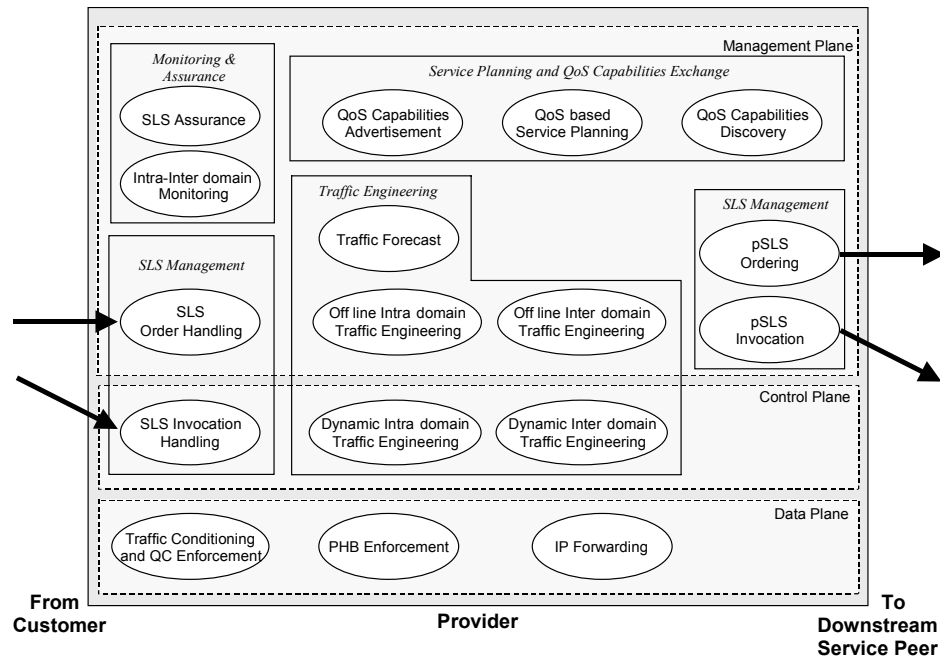 Management Plane
Monitoring &
Assurance
SLS Assurance
Intra-Inter domain
Monitoring
Service Planning and QoS Capabilities Exchange
QoS Capabilities
Advertisement
QoS based
Service Planning
QoS Capabilities
Discovery
Traffic Engineering
Traffic Forecast
Off line Intra domain
Traffic Engineering
Off line Inter domain
Traffic Engineering
SLS Management
pSLS
Ordering
pSLS
Invocation
SLS Management
SLS
Order Handling
Control Plane
SLS Invocation
Handling
Dynamic Intra domain
Traffic Engineering
Dynamic Inter domain
Traffic Engineering
Data Plane
Traffic Conditioning
and QC Enforcement
PHB Enforcement
IP Forwarding
From
Customer
Provider
To
Downstream
Service Peer